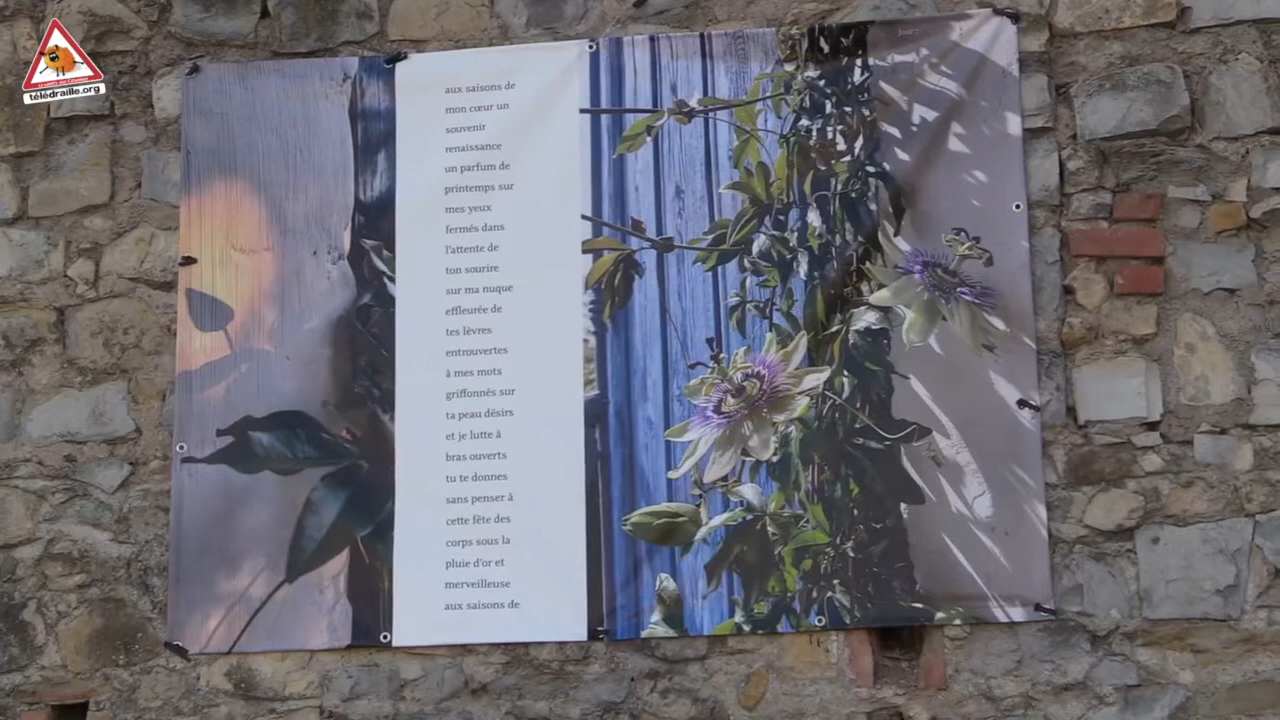 télédraille.org
aux saisons de
mon cœur un
souvenir
renaissance
un parfum de
printemps sur
mes yeux
fermés dans
l'attente de
ton sourire
sur ma nuque
effleurée de
tes lèvres
entrouvertes
à mes mots
griffonnés sur
ta peau désirs
et je lutte à
bras ouverts
tu te donnes
sans penser à
cette fête des
corps sous la
pluie d'or et
merveilleuse
aux saisons de